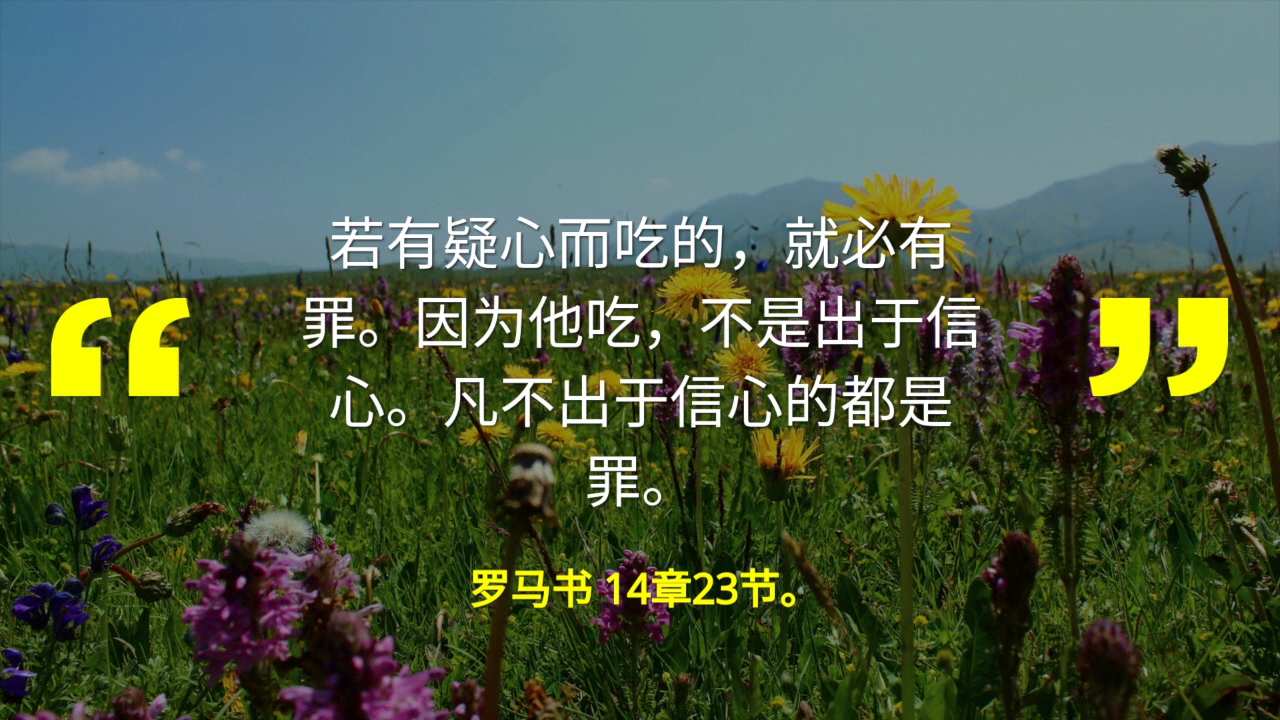 “
若有疑心而吃的，就必有
罪。因为他吃，不是出于信
心。凡不出于信心的都是
罪。
”
罗马书 14章23节。